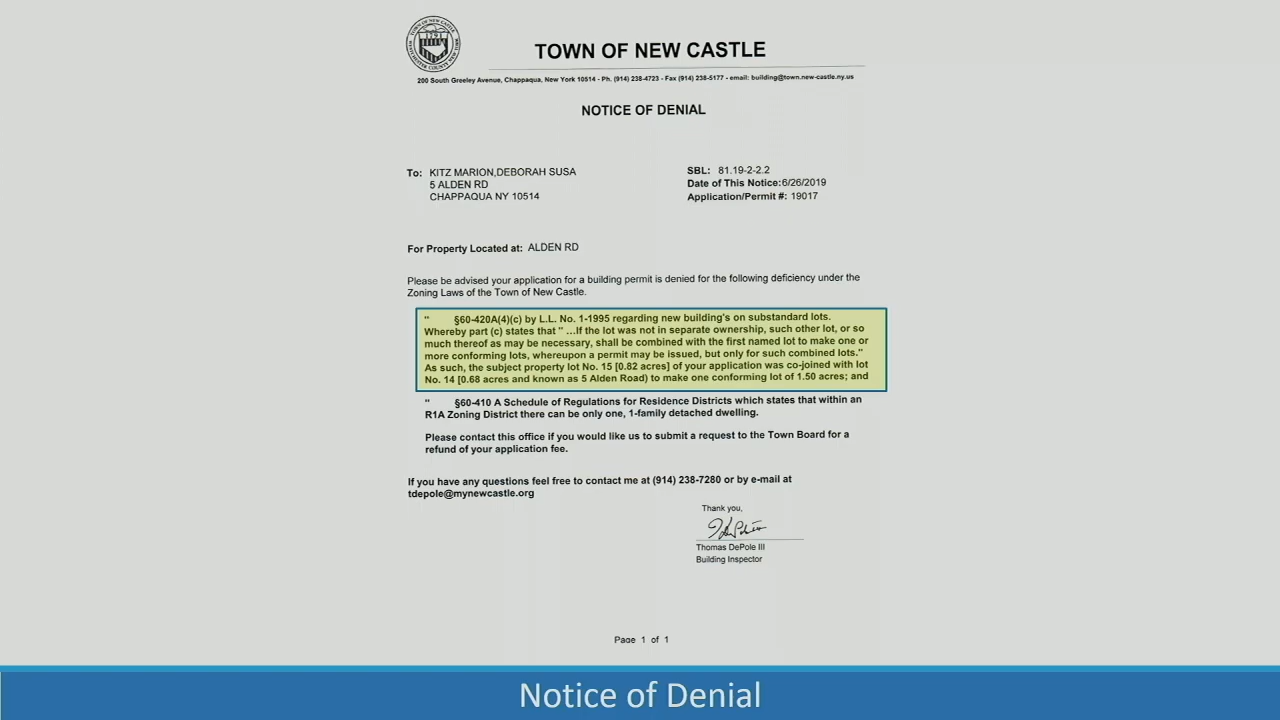 TOWN OF NEW CASTLE
200 South Greeley Avenue, Chappaqua, New York 10514 - Ph. (914) 238-4723 - Fax (914) 238-5177 - email: building@town.new-castle.ny.us
NOTICE OF DENIAL
To: KITZ MARION,DEBORAH SUSA
5 ALDEN RD
CHAPPAQUA NY 10514
SBL: 81.19-2-2.2
Date of This Notice:6/26/2019
Application/Permit #: 19017
For Property Located at: ALDEN RD
Please be advised your application for a building permit is denied for the following deficiency under the
Zoning Laws of the Town of New Castle.
" §60-420A(4)(c) by L.L. No. 1-1995 regarding new building's on substandard lots.
Whereby part (c) states that " ...If the lot was not in separate ownership, such other lot, or so
much thereof as may be necessary, shall be combined with the first named lot to make one or
more conforming lots, whereupon a permit may be issued, but only for such combined lots."
As such, the subject property lot No. 15 [0.82 acres] of your application was co-joined with lot
No. 14 [0.68 acres and known as 5 Alden Road) to make one conforming lot of 1.50 acres; and
" §60-410 A Schedule of Regulations for Residence Districts which states that within an
R1A Zoning District there can be only one, 1-family detached dwelling.
Please contact this office if you would like us to submit a request to the Town Board for a
refund of your application fee.
If you have any questions feel free to contact me at (914) 238-7280 or by e-mail at
tdepole@mynewcastle.org
Thank you,
Thomas DePole III
Building Inspector
Page 1 of 1
Notice of Denial